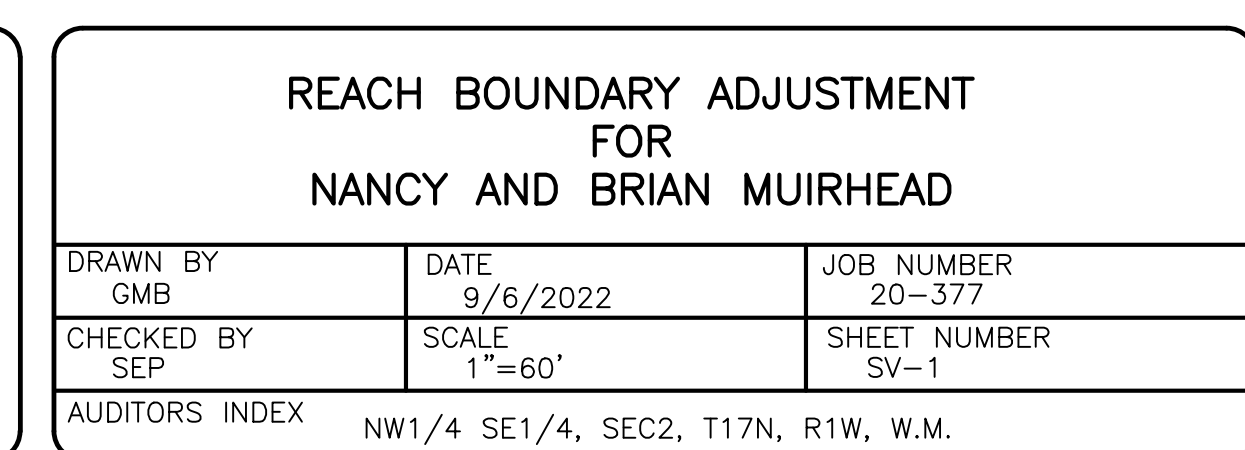 REACH BOUNDARY ADJUSTMENT
FOR
NANCY AND BRIAN MUIRHEAD
DRAWN BY
GMB
DATE
9/6/2022
JOB NUMBER
20-377
CHECKED BY
SEP
SCALE
1"=60'
SHEET NUMBER
SV-1
AUDITORS INDEX
NW1/4 SE1/4, SEC2, T17N, R1W, W.M.